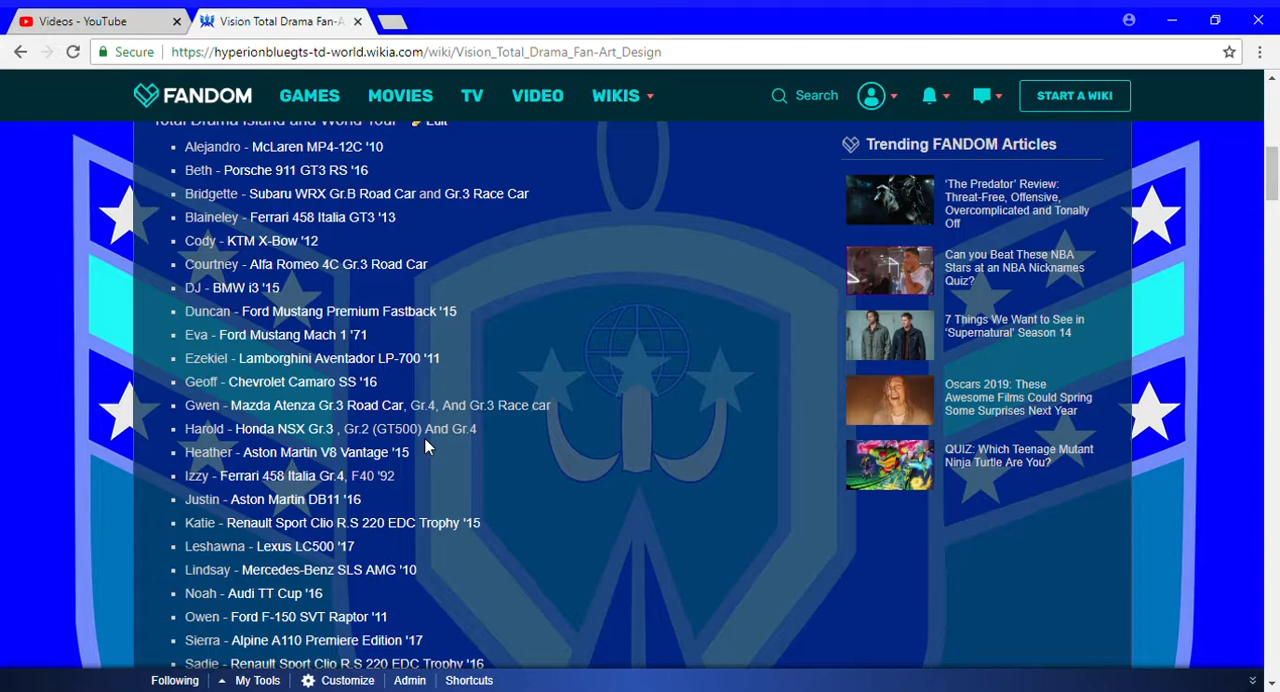 Videos - YouTube
Vision Total Drama Fan-A
Secure
https://hyperionbluegts-td-world.wikia.com/wiki/Vision_Total_Drama_Fan-Art_Design
FANDOM GAMES MOVIES TV VIDEO WIKIS Search START A WIKI
Total Drama Island and World Tour Edit
Alejandro - McLaren MP4-12C '10
Beth - Porsche 911 GT3 RS '16
Bridgette - Subaru WRX Gr.B Road Car and Gr.3 Race Car
Blaineley - Ferrari 458 Italia GT3 '13
Cody - KTM X-Bow '12
Courtney - Alfa Romeo 4C Gr.3 Road Car
DJ - BMW i3 '15
Duncan - Ford Mustang Premium Fastback '15
Eva - Ford Mustang Mach 1 '71
Ezekiel - Lamborghini Aventador LP-700 '11
Geoff - Chevrolet Camaro SS '16
Gwen - Mazda Atenza Gr.3 Road Car, Gr.4, And Gr.3 Race car
Harold - Honda NSX Gr.3 , Gr.2 (GT500) And Gr.4
Heather - Aston Martin V8 Vantage '15
Izzy - Ferrari 458 Italia Gr.4, F40 '92
Justin - Aston Martin DB11 '16
Katie - Renault Sport Clio R.S 220 EDC Trophy '15
Leshawna - Lexus LC500 '17
Lindsay - Mercedes-Benz SLS AMG '10
Noah - Audi TT Cup '16
Owen - Ford F-150 SVT Raptor '11
Sierra - Alpine A110 Premiere Edition '17
Sadie - Renault Sport Clio R.S 220 EDC Trophy '16
Trending FANDOM Articles
'The Predator' Review:
Threat-Free, Offensive,
Overcomplicated and Tonally
Off
Can you Beat These NBA
Stars at an NBA Nicknames
Quiz?
7 Things We Want to See in
'Supernatural' Season 14
Oscars 2019: These
Awesome Films Could Spring
Some Surprises Next Year
QUIZ: Which Teenage Mutant
Ninja Turtle Are You?
Following My Tools Customize Admin Shortcuts